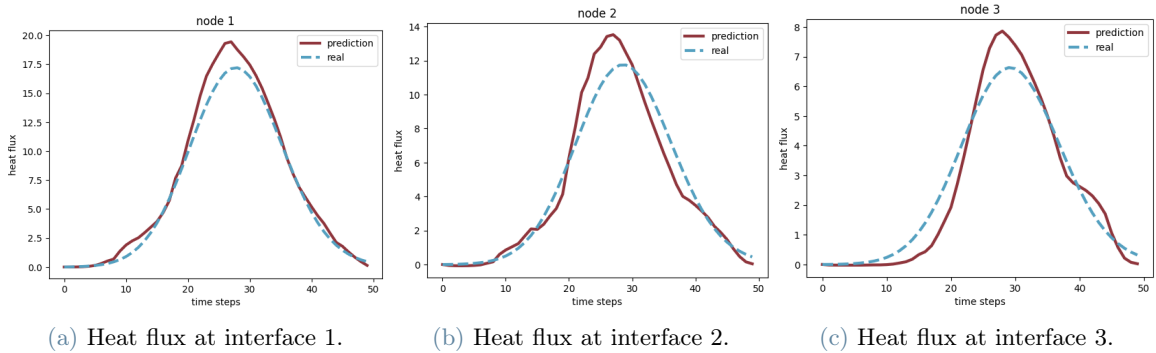 node 1
20.0
17.5
15.0
12.5
10.0
7.5
5.0
2.5
0.0
heat flux
0 10 20 30 40 50
time steps
prediction
real
(a) Heat flux at interface 1.
node 2
14
12
10
8
6
4
2
0
heat flux
0 10 20 30 40 50
time steps
prediction
real
(b) Heat flux at interface 2.
node 3
8
7
6
5
4
3
2
1
0
heat flux
0 10 20 30 40 50
time steps
prediction
real
(c) Heat flux at interface 3.